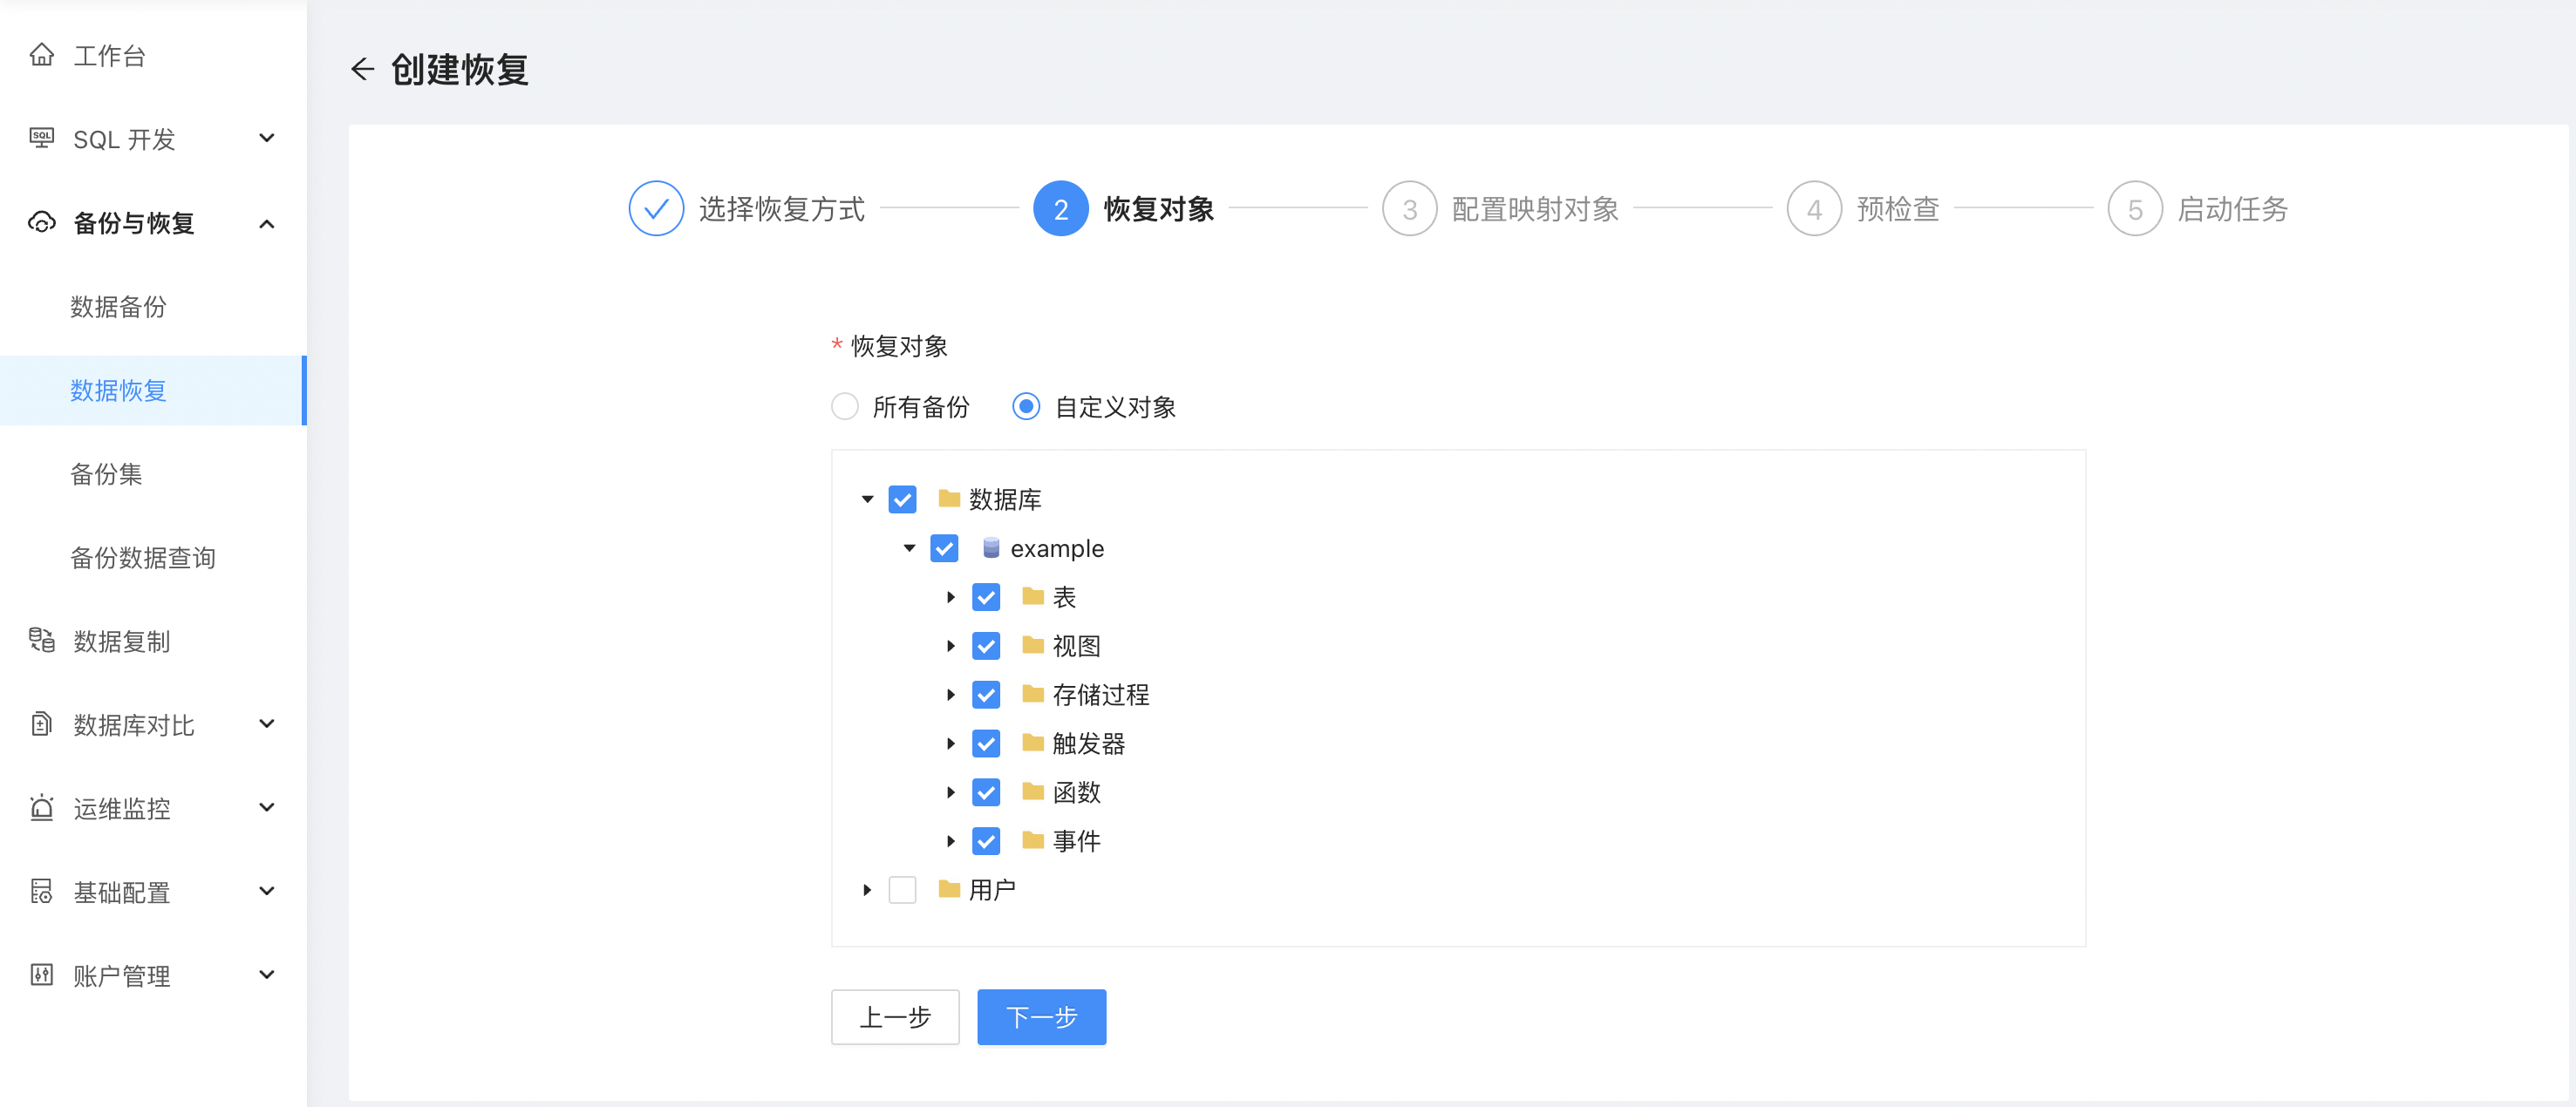 工作台
SQL 开发
备份与恢复
数据备份
数据恢复
备份集
备份数据查询
数据复制
数据库对比
运维监控
基础配置
账户管理
创建恢复
选择恢复方式
2 恢复对象
3 配置映射对象
4 预检查
5 启动任务
* 恢复对象
所有备份 自定义对象
数据库
example
表
视图
存储过程
触发器
函数
事件
用户
上一步 下一步